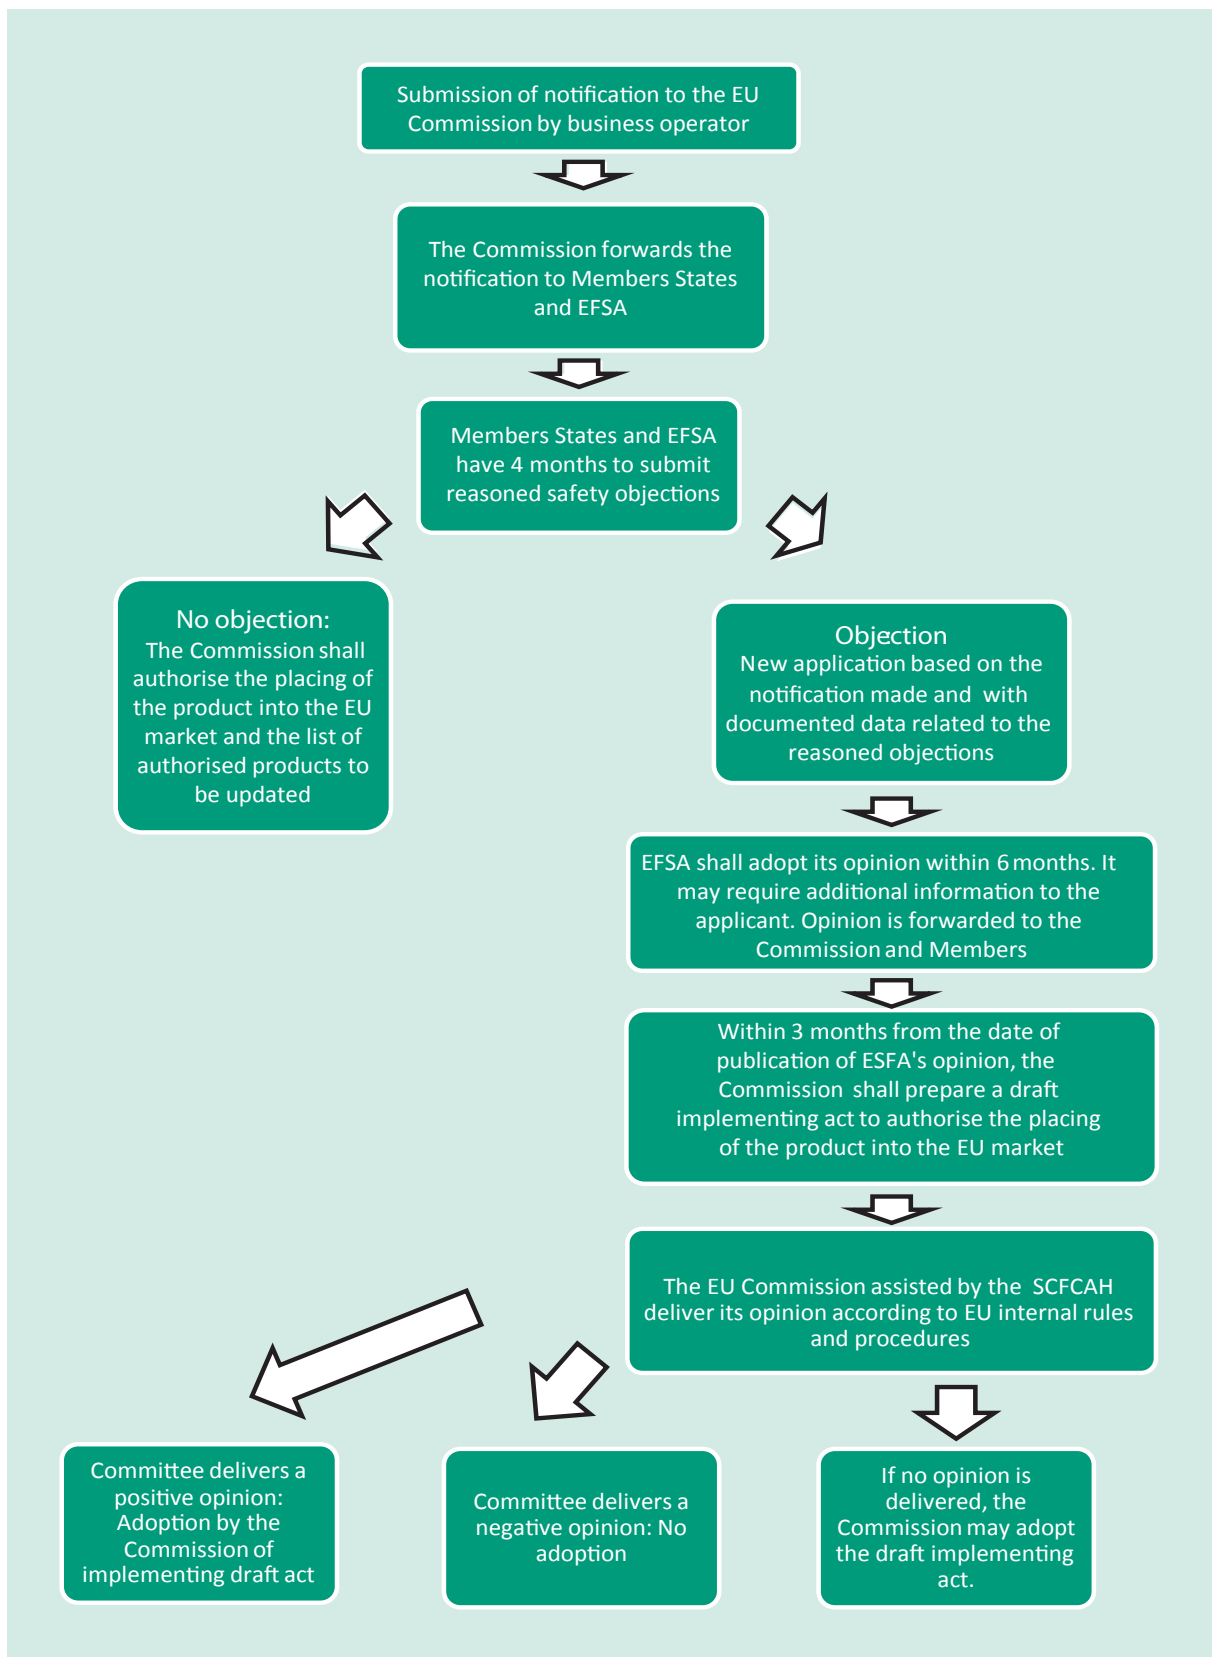 Submission of notification to the EU
Commission by business operator
The Commission forwards the
notification to Members States
and EFSA
Members States and EFSA
have 4 months to submit
reasoned safety objections
No objection:
The Commission shall
authorise the placing of
the product into the EU
market and the list of
authorised products to
be updated
Objection
New application based on the
notification made and with
documented data related to the
reasoned objections
EFSA shall adopt its opinion within 6 months. It
may require additional information to the
applicant. Opinion is forwarded to the
Commission and Members
Within 3 months from the date of
publication of ESFA's opinion, the
Commission shall prepare a draft
implementing act to authorise the placing
of the product into the EU market
The EU Commission assisted by the SCFCAH
deliver its opinion according to EU internal rules
and procedures
Committee delivers a
positive opinion:
Adoption by the
Commission of
implementing draft act
Committee delivers a
negative opinion: No
adoption
If no opinion is
delivered, the
Commission may adopt
the draft implementing
act.